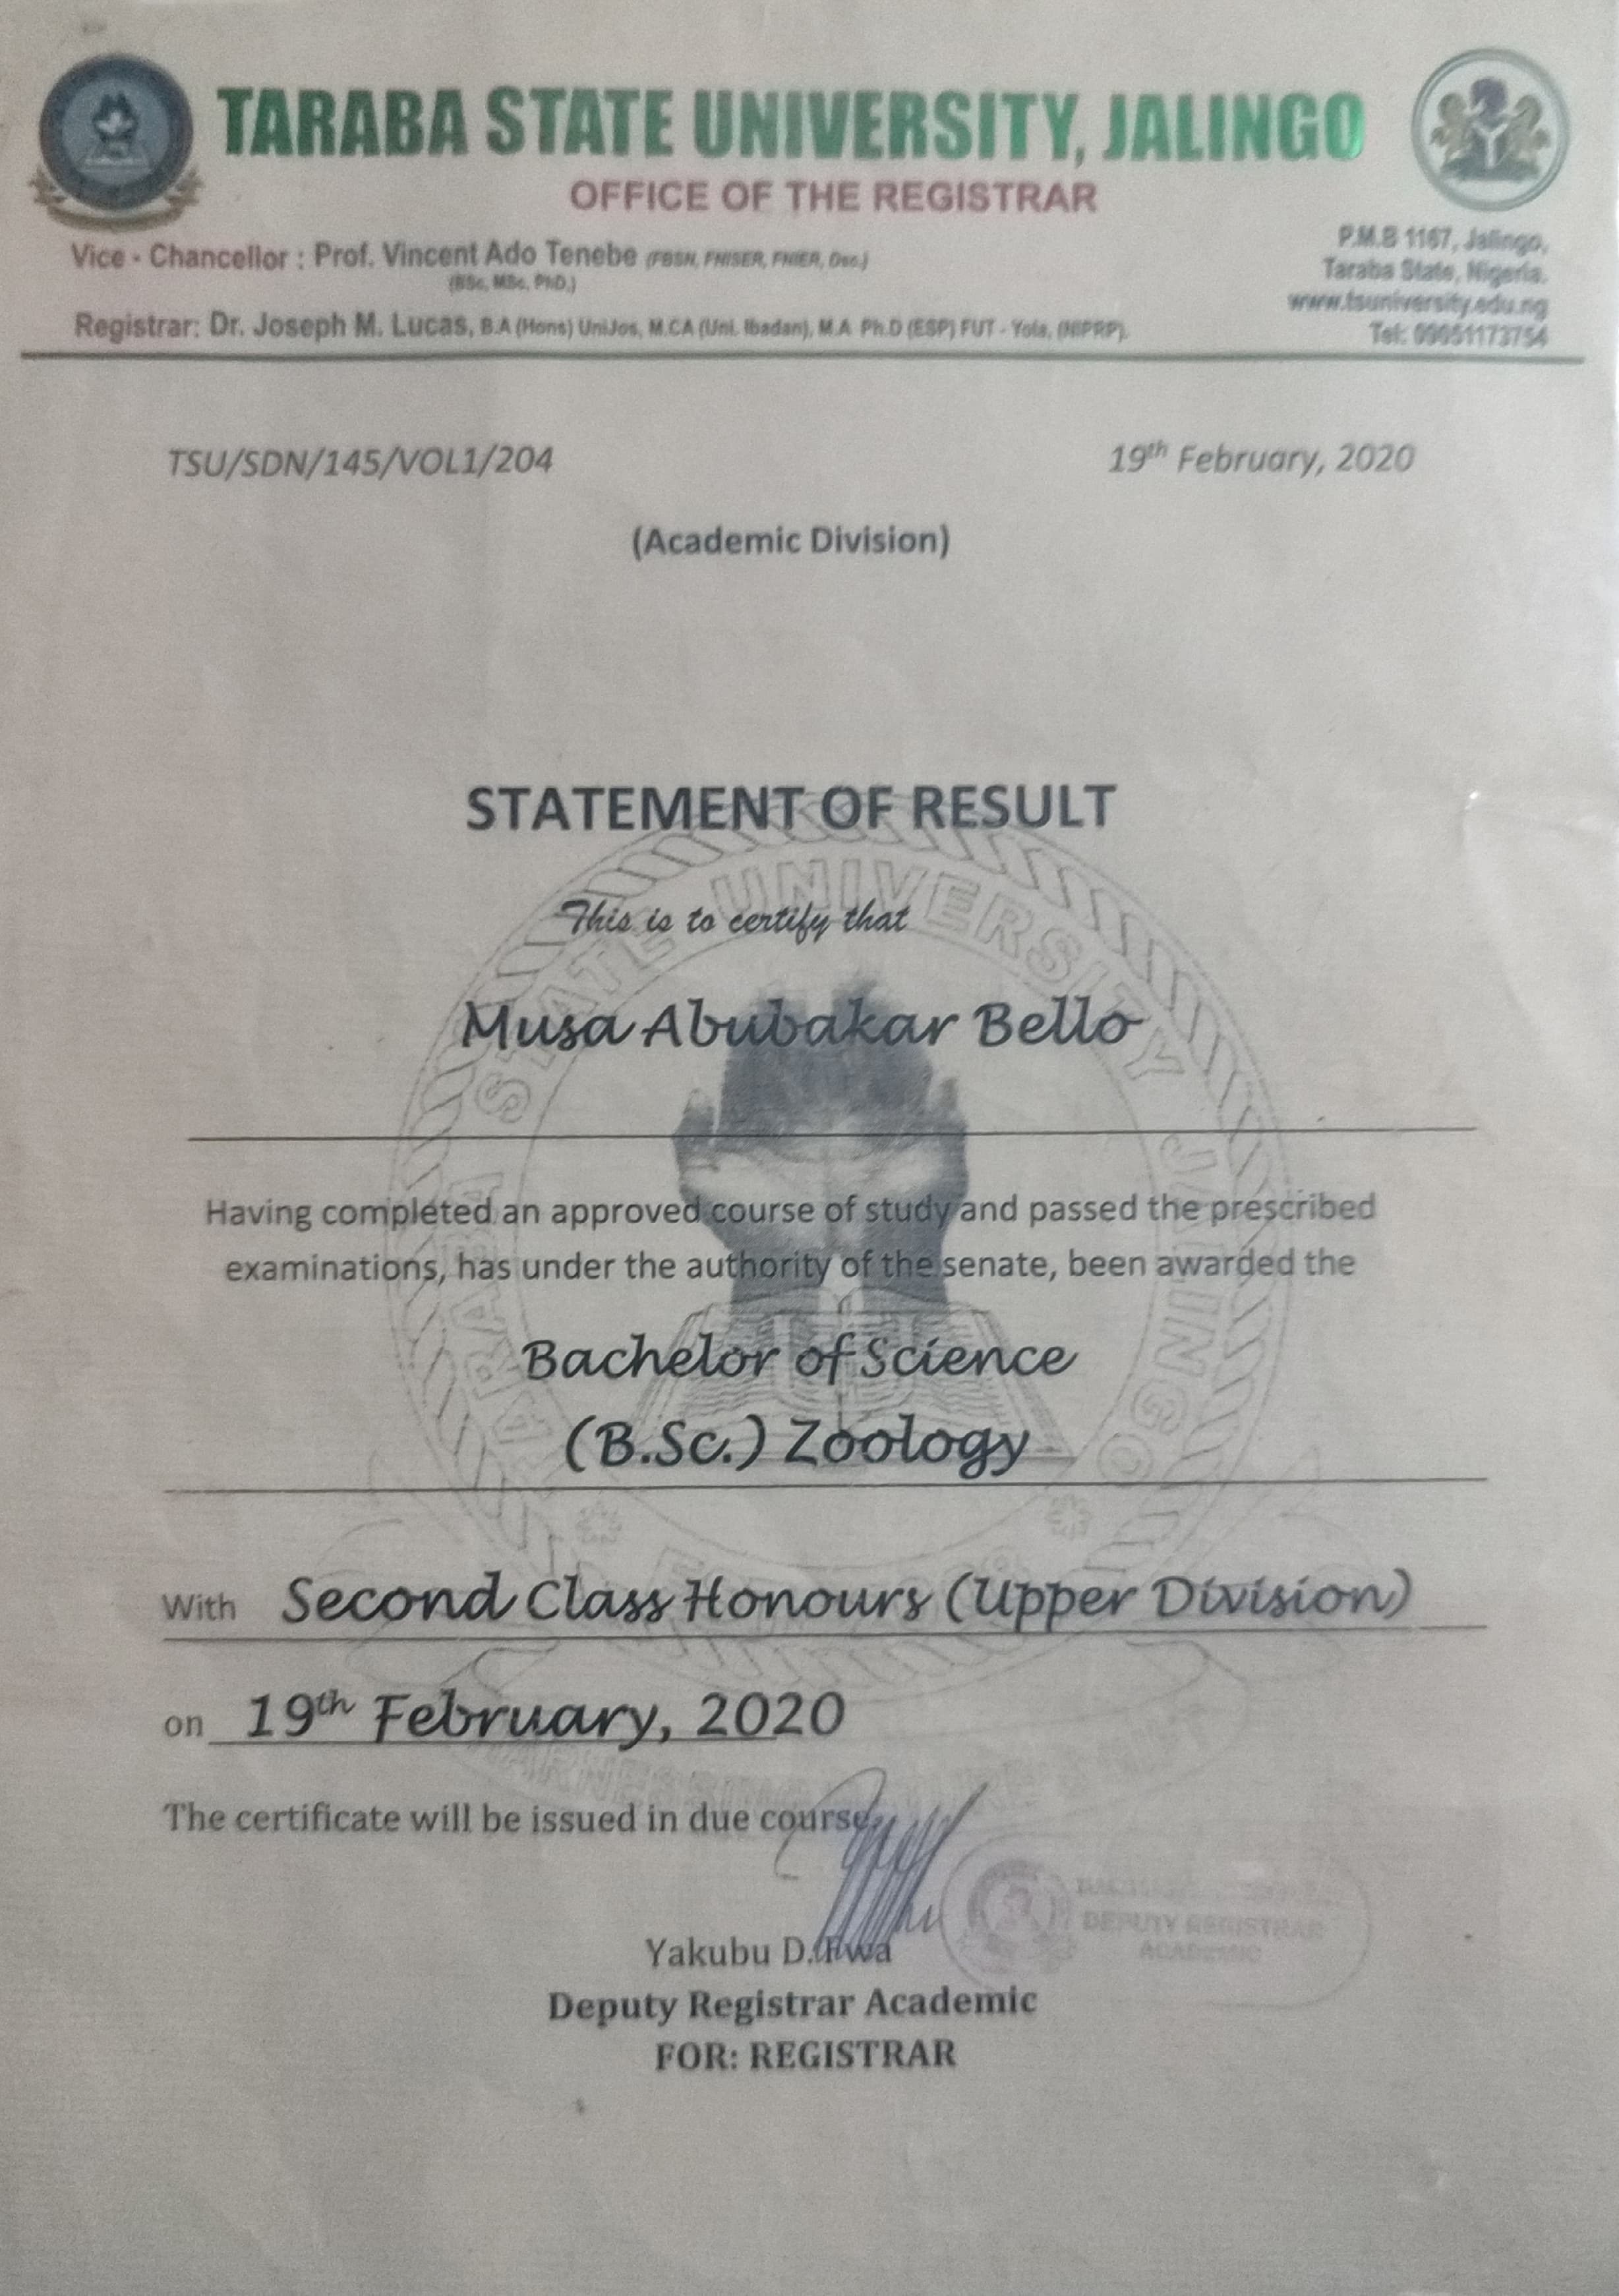 TARABA STATE UNIVERSITY, JALINGO
OFFICE OF THE REGISTRAR
Vice - Chancellor : Prof. Vincent Ado Tenebe (FBSN, FNISER, FNIER, Dsc.)
(BSc, MSc, PhD.)
Registrar: Dr. Joseph M. Lucas, B.A (Hons) UniJos, M.CA (Uni. Ibadan), M.A Ph.D (ESP) FUT - Yola, (NIPRP).
P.M.B 1167, Jalingo,
Taraba State, Nigeria.
www.tsuniversity.edu.ng
Tel: 09051173754
TSU/SDN/145/VOL1/204
19th February, 2020
(Academic Division)
STATEMENT OF RESULT
This is to certify that
Musa Abubakar Bello
Having completed an approved course of study and passed the prescribed
examinations, has under the authority of the senate, been awarded the
Bachelor of Science
(B.Sc.) Zoology
With Second Class Honours (Upper Division)
on 19th February, 2020
The certificate will be issued in due course.
Yakubu D.
Deputy Registrar Academic
FOR: REGISTRAR
DEPUTY REGISTRAR
ACADEMIC
TARABA STATE UNIVERSITY JALINGO